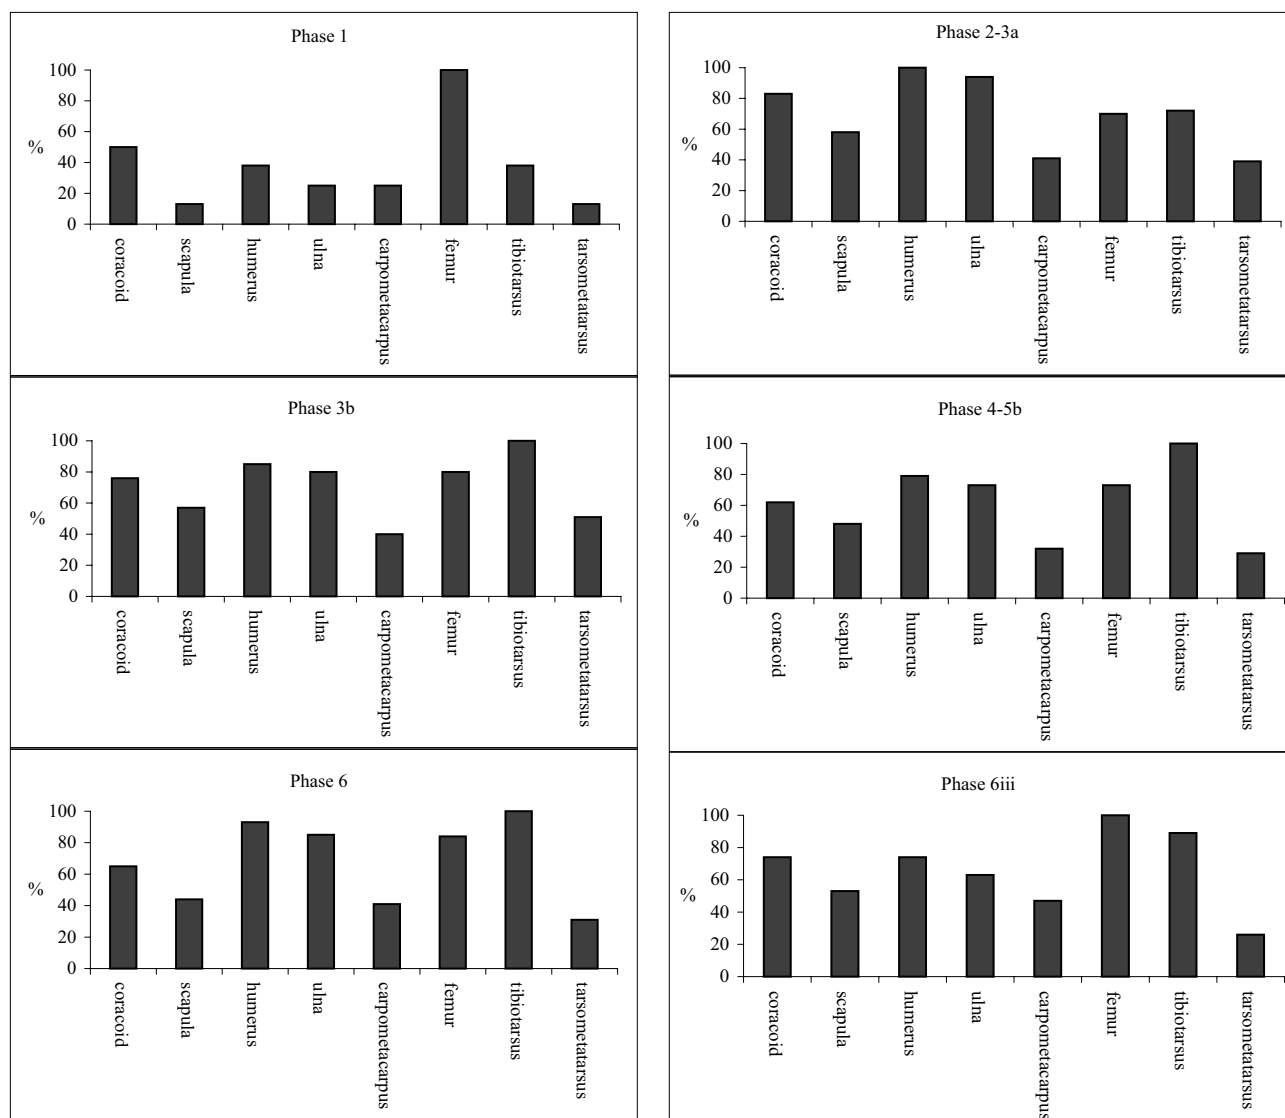 Phase 1
100
80
60
%
40
20
0
coracoid
scapula
humerus
ulna
carpometacarpus
femur
tibiotarsus
tarsometatarsus
Phase 2-3a
100
80
60
%
40
20
0
coracoid
scapula
humerus
ulna
carpometacarpus
femur
tibiotarsus
tarsometatarsus
Phase 3b
100
80
60
%
40
20
0
coracoid
scapula
humerus
ulna
carpometacarpus
femur
tibiotarsus
tarsometatarsus
Phase 4-5b
100
80
60
%
40
20
0
coracoid
scapula
humerus
ulna
carpometacarpus
femur
tibiotarsus
tarsometatarsus
Phase 6
100
80
60
%
40
20
0
coracoid
scapula
humerus
ulna
carpometacarpus
femur
tibiotarsus
tarsometatarsus
Phase 6iii
100
80
60
%
40
20
0
coracoid
scapula
humerus
ulna
carpometacarpus
femur
tibiotarsus
tarsometatarsus